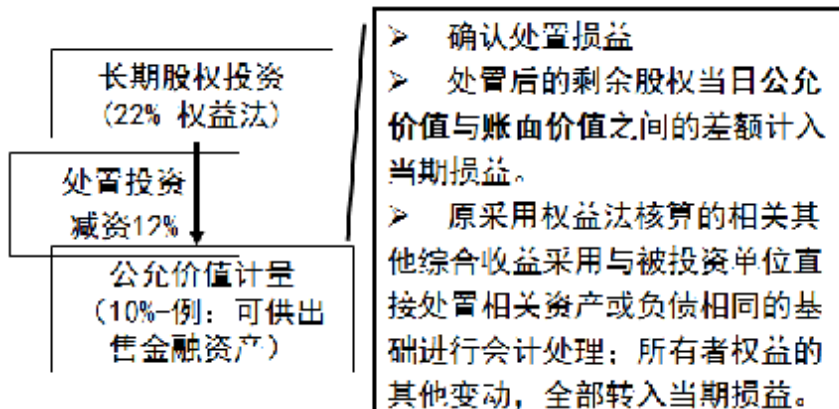 长期股权投资
(22% 权益法)
处置投资
减资12%
公允价值计量
(10%-例：可供出
售金融资产)
➢ 确认处置损益
➢ 处置后的剩余股权当日公允
价值与账面价值之间的差额计入
当期损益。
➢ 原采用权益法核算的相关其
他综合收益采用与被投资单位直
接处置相关资产或负债相同的基
础进行会计处理；所有者权益的
其他变动，全部转入当期损益。